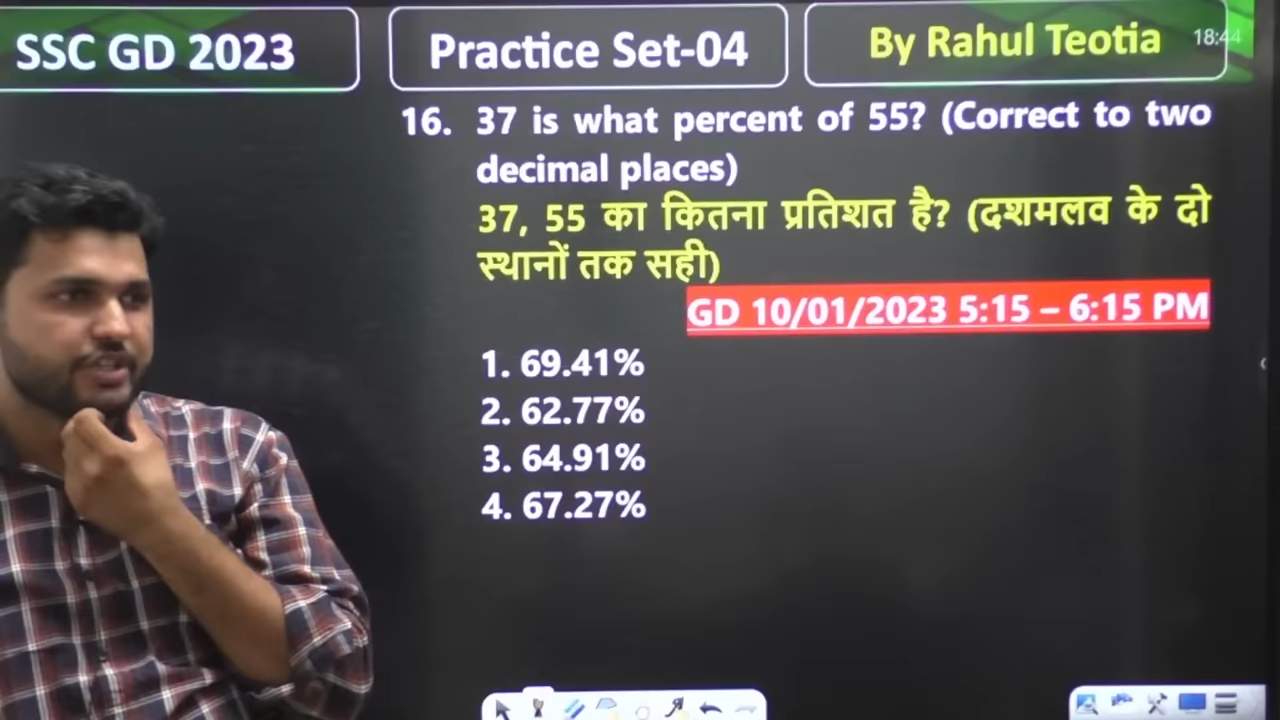 SSC GD 2023
Practice Set-04
By Rahul Teotia
18:44
16. 37 is what percent of 55? (Correct to two
decimal places)
37, 55 का कितना प्रतिशत है? (दशमलव के दो
स्थानों तक सही)
GD 10/01/2023 5:15 – 6:15 PM
1. 69.41%
2. 62.77%
3. 64.91%
4. 67.27%